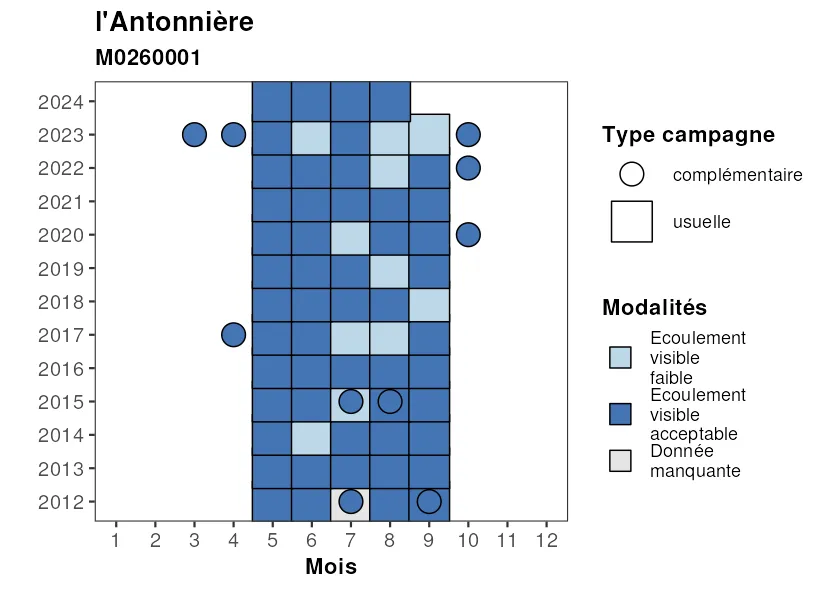 l'Antonnière
M0260001
2024
2023
2022
2021
2020
2019
2018
2017
2016
2015
2014
2013
2012
1 2 3 4 5 6 7 8 9 10 11 12
Mois
Type campagne
complémentaire
usuelle
Modalités
Ecoulement
visible
faible
Ecoulement
visible
acceptable
Donnée
manquante